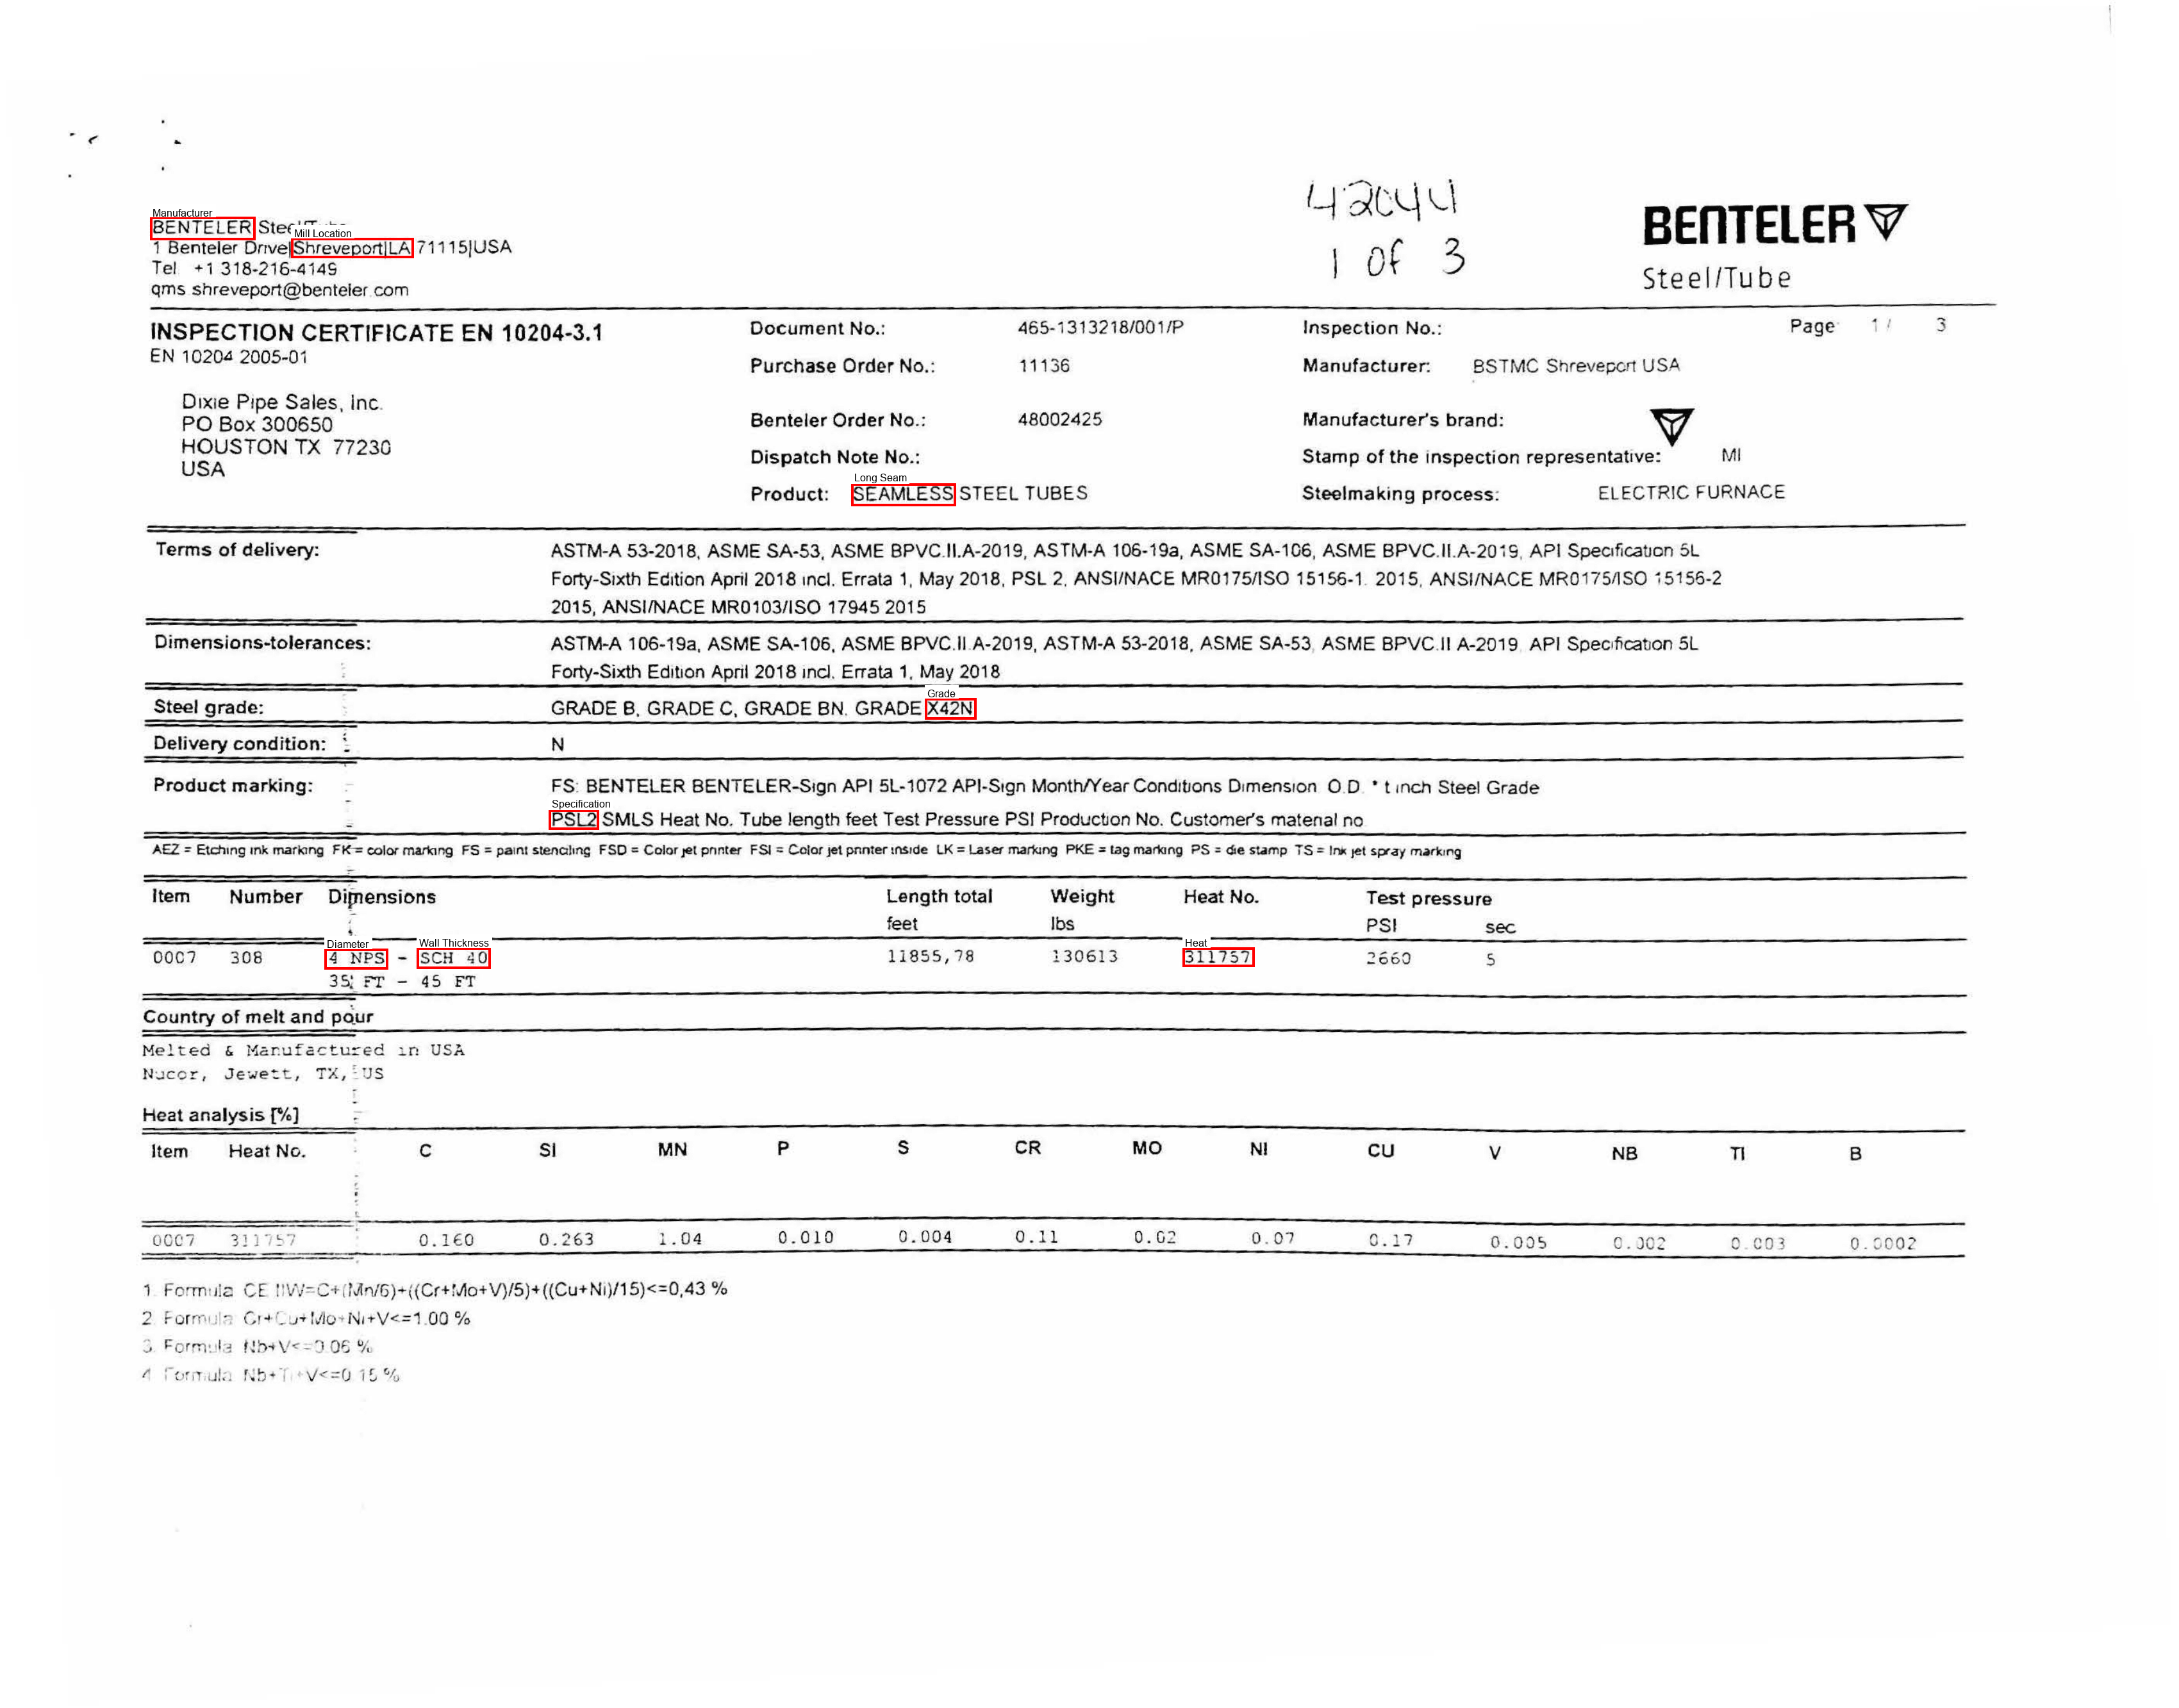 42044
1 Of 3
BENTELER
Steel/Tube
Manufacturer
BENTELER
Mill Location
1 Benteler Drive|Shreveport|LA 71115|USA
Tel +1 318-216-4149
qms shreveport@benteler.com
INSPECTION CERTIFICATE EN 10204-3.1
EN 10204 2005-01
Dixie Pipe Sales, Inc.
PO Box 300650
HOUSTON TX 77230
USA
Document No.: 465-1313218/001/P
Purchase Order No.: 11136
Benteler Order No.: 48002425
Dispatch Note No.:
Long Seam
Product: SEAMLESS STEEL TUBES
Inspection No.: Page 1 / 3
Manufacturer: BSTMC Shreveport USA
Manufacturer's brand:
Stamp of the inspection representative: MI
Steelmaking process: ELECTRIC FURNACE
Terms of delivery: ASTM-A 53-2018, ASME SA-53, ASME BPVC.II.A-2019, ASTM-A 106-19a, ASME SA-106, ASME BPVC.II.A-2019, API Specification 5L
Forty-Sixth Edition April 2018 incl. Errata 1, May 2018, PSL 2, ANSI/NACE MR0175/ISO 15156-1. 2015, ANSI/NACE MR0175/ISO 15156-2
2015, ANSI/NACE MR0103/ISO 17945 2015
Dimensions-tolerances: ASTM-A 106-19a, ASME SA-106, ASME BPVC.II A-2019, ASTM-A 53-2018, ASME SA-53, ASME BPVC.II A-2019, API Specification 5L
Forty-Sixth Edition April 2018 incl. Errata 1, May 2018
Grade
Steel grade: GRADE B, GRADE C, GRADE BN. GRADE X42N
Delivery condition: N
Product marking: FS: BENTELER BENTELER-Sign API 5L-1072 API-Sign Month/Year Conditions Dimension O.D. * t inch Steel Grade
Specification
PSL2 SMLS Heat No. Tube length feet Test Pressure PSI Production No. Customer's material no
AEZ = Etching ink marking FK = color marking FS = paint stenciling FSD = Color jet printer FSI = Color jet printer inside LK = Laser marking PKE = tag marking PS = die stamp TS = Ink jet spray marking
Item Number Dimensions Length total Weight Heat No. Test pressure
feet lbs PSI sec
Diameter Wall Thickness Heat
0007 308 4 NPS - SCH 40 11855,78 130613 311757 2660 5
35 FT - 45 FT
Country of melt and pour
Melted & Manufactured in USA
Nucor, Jewett, TX, US
Heat analysis [%]
Item Heat No. C SI MN P S CR MO NI CU V NB TI B
0007 311757 0.160 0.263 1.04 0.010 0.004 0.11 0.02 0.07 0.17 0.005 0.002 0.003 0.0002
1. Formula CE IIW=C+(Mn/6)+((Cr+Mo+V)/5)+((Cu+Ni)/15)<=0,43 %
2. Formula Cr+Cu+Mo+Ni+V<=1.00 %
3. Formula Nb+V<=0.06 %
4. Formula Nb+Ti+V<=0.15 %